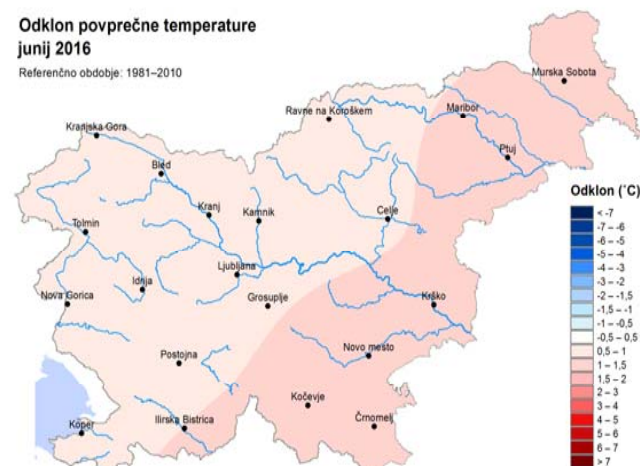 Odklon povprečne temperature
junij 2016
Referenčno obdobje: 1981–2010
Murska Sobota
Ravne na Koroškem
Maribor
Kranjska Gora
Ptuj
Bled
Kranj
Kamnik
Celje
Tolmin
Ljubljana
Idrija
Nova Gorica
Grosuplje
Krško
Postojna
Novo mesto
Kočevje
Koper
Ilirska Bistrica
Črnomelj
Odklon (˚C)
< -7
-7 – -6
-6 – -5
-5 – -4
-4 – -3
-3 – -2
-2 – -1,5
-1,5 – -1
-1 – -0,5
-0,5 – 0,5
0,5 – 1
1 – 1,5
1,5 – 2
2 – 3
3 – 4
4 – 5
5 – 6
6 – 7
> 7